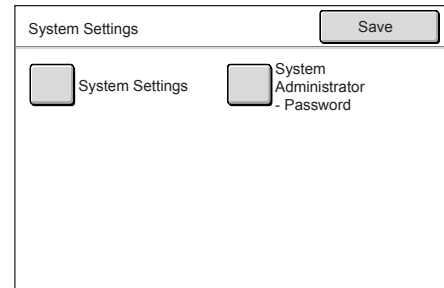 System Settings
Save
System Settings
System
Administrator
- Password